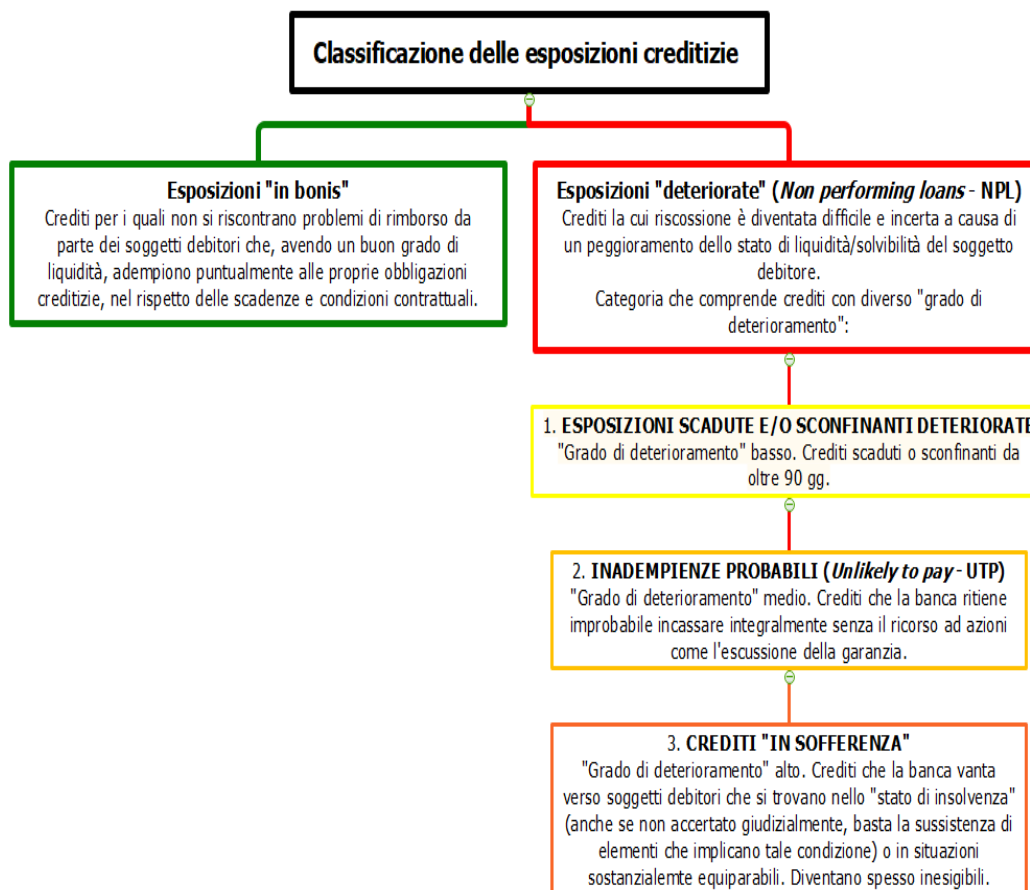 Classificazione delle esposizioni creditizie
Esposizioni "in bonis"
Crediti per i quali non si riscontrano problemi di rimborso da
parte dei soggetti debitori che, avendo un buon grado di
liquidità, adempiono puntualmente alle proprie obbligazioni
creditizie, nel rispetto delle scadenze e condizioni contrattuali.
Esposizioni "deteriorate" (Non performing loans - NPL)
Crediti la cui riscossione è diventata difficile e incerta a causa di
un peggioramento dello stato di liquidità/solvibilità del soggetto
debitore.
Categoria che comprende crediti con diverso "grado di
deterioramento":
1. ESPOSIZIONI SCADUTE E/O SCONFINANTI DETERIORATE
"Grado di deterioramento" basso. Crediti scaduti o sconfinanti da
oltre 90 gg.
2. INADEMPIENZE PROBABILI (Unlikely to pay - UTP)
"Grado di deterioramento" medio. Crediti che la banca ritiene
improbabile incassare integralmente senza il ricorso ad azioni
come l'escussione della garanzia.
3. CREDITI "IN SOFFERENZA"
"Grado di deterioramento" alto. Crediti che la banca vanta
verso soggetti debitori che si trovano nello "stato di insolvenza"
(anche se non accertato giudizialmente, basta la sussistenza di
elementi che implicano tale condizione) o in situazioni
sostanzialemte equiparabili. Diventano spesso inesigibili.